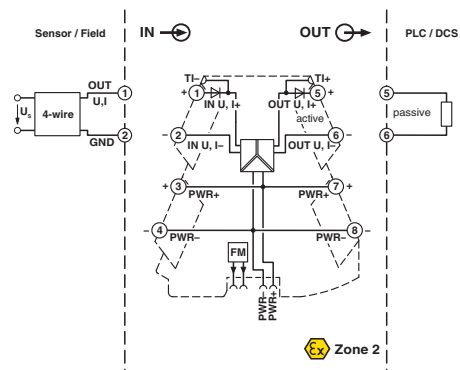 Sensor / Field
IN
OUT
PLC / DCS
TI–
TI+
OUT
1
+
1
5
+
5
U,I
IN U, I+
OUT U, I+
Us
4-wire
active
passive
2
–
2
6
–
6
GND
IN U, I–
OUT U, I–
+
3
7
+
PWR+
PWR+
–
4
8
–
PWR–
PWR–
FM
PWR–
PWR+
Ex
Zone 2